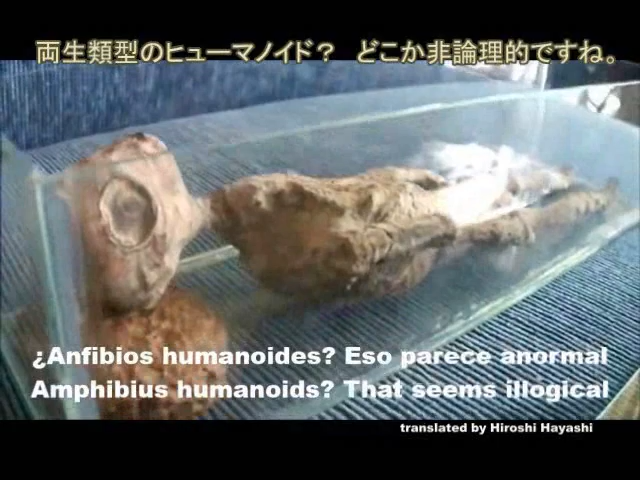 両生類型のヒューマノイド？　どこか非論理的ですね。
¿Anfibios humanoides? Eso parece anormal
Amphibius humanoids? That seems illogical
translated by Hiroshi Hayashi